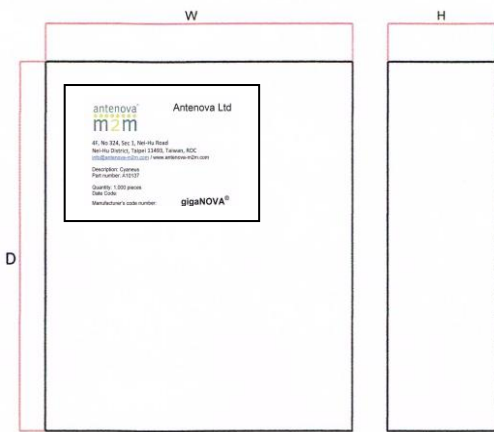 W
H
antenova®
m2m
Antenova Ltd
4F, No 324, Sec 1, Nei-Hu Road
Nei-Hu District, Taipei 11493, Taiwan, ROC
info@antenova-m2m.com / www.antenova-m2m.com
Description: Cyaneus
Part number: A10137
Quantity: 1,000 pieces
Date Code:
Manufacturer's code number:
gigaNOVA®
D